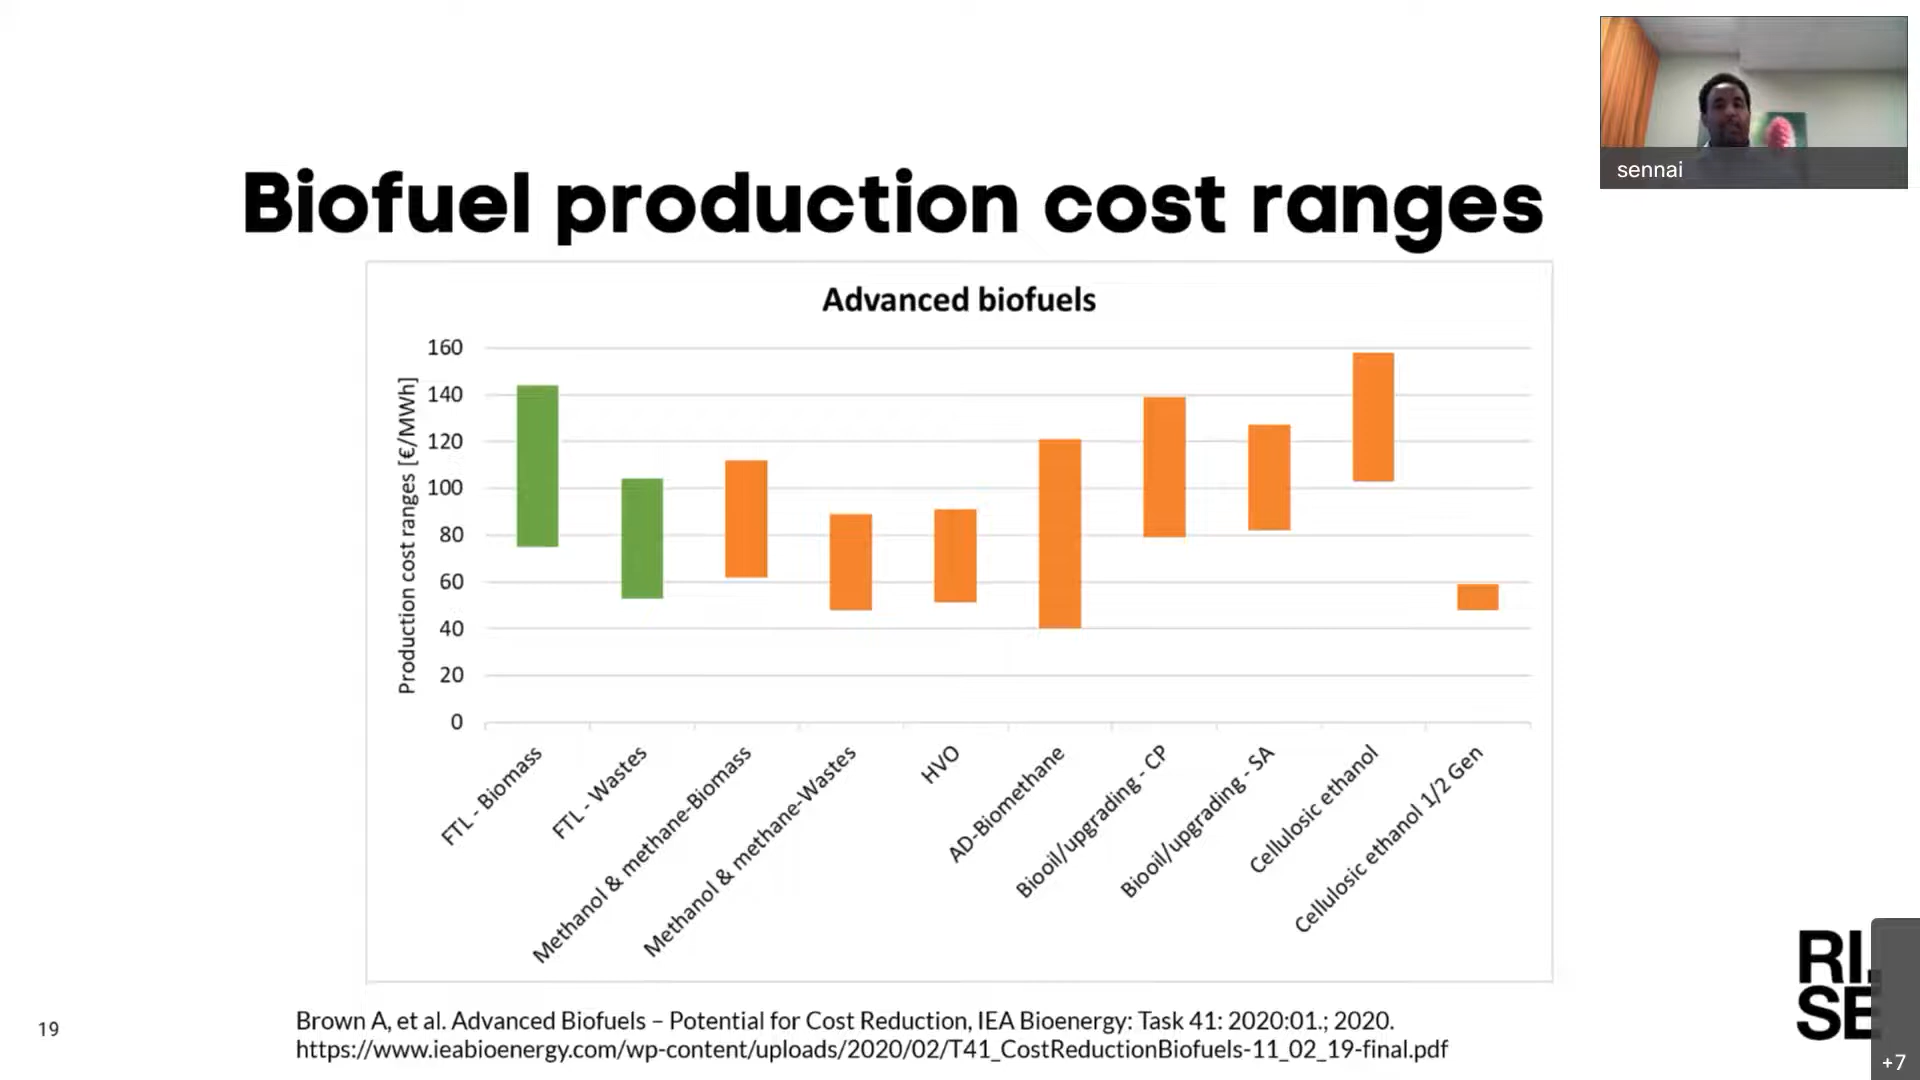 sennai
Biofuel production cost ranges
Advanced biofuels
Production cost ranges [€/MWh]
160
140
120
100
80
60
40
20
0
FTL - Biomass
FTL - Wastes
Methanol & methane-Biomass
Methanol & methane-Wastes
HVO
AD-Biomethane
Biooil/upgrading - CP
Biooil/upgrading - SA
Cellulosic ethanol
Cellulosic ethanol 1/2 Gen
Brown A, et al. Advanced Biofuels – Potential for Cost Reduction, IEA Bioenergy: Task 41: 2020:01.; 2020.
https://www.ieabioenergy.com/wp-content/uploads/2020/02/T41_CostReductionBiofuels-11_02_19-final.pdf
19
RI.
SE
+7